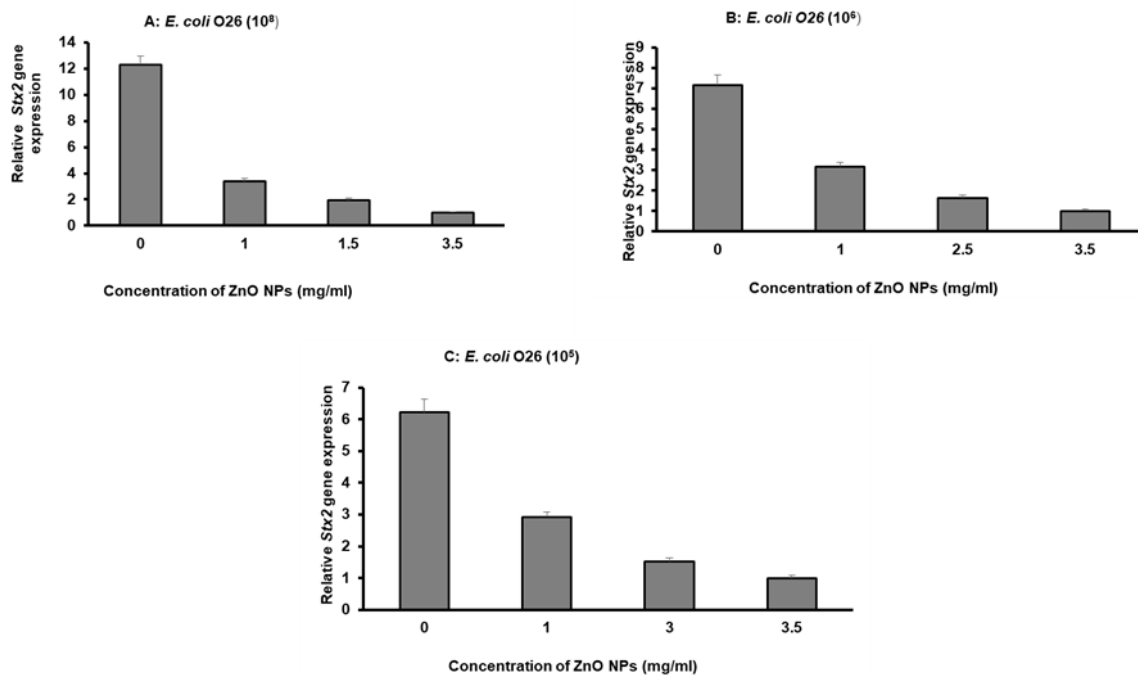 A: E. coli O26 (10⁸)
Relative Stx2 gene
expression
14
12
10
8
6
4
2
0
0 1 1.5 3.5
Concentration of ZnO NPs (mg/ml)
B: E. coli O26 (10⁶)
Relative Stx2 gene expression
9
8
7
6
5
4
3
2
1
0
0 1 2.5 3.5
Concentration of ZnO NPs (mg/ml)
C: E. coli O26 (10⁵)
Relative Stx2 gene expression
7
6
5
4
3
2
1
0
0 1 3 3.5
Concentration of ZnO NPs (mg/ml)